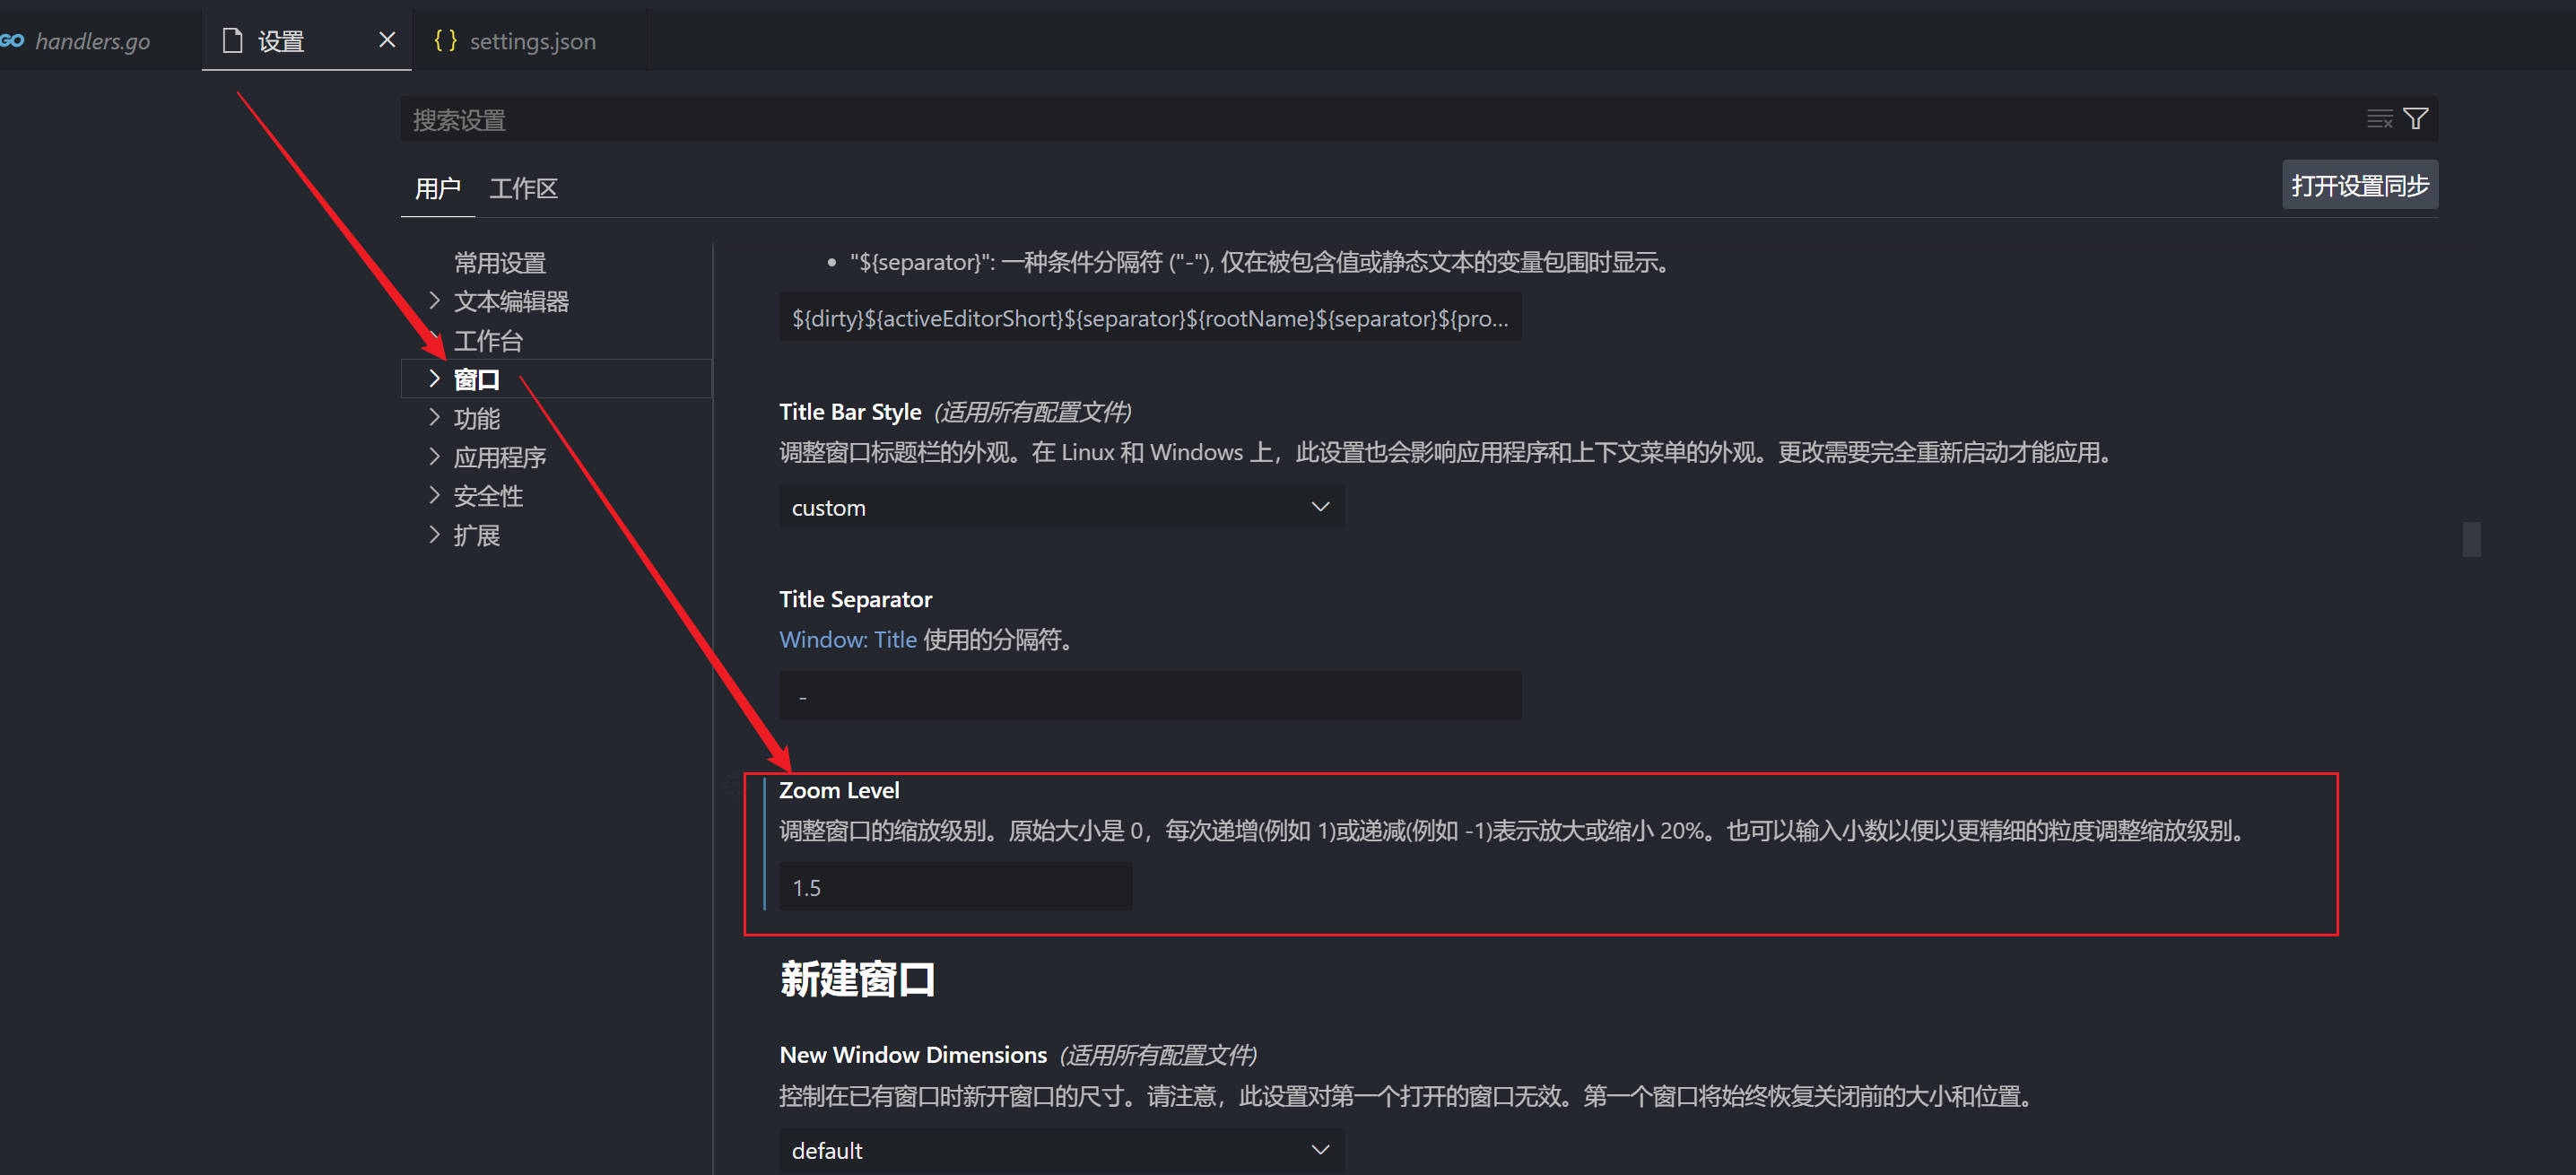 GO handlers.go
设置
{ } settings.json
搜索设置
用户 工作区
打开设置同步
常用设置
文本编辑器
工作台
窗口
功能
应用程序
安全性
扩展
• "${separator}": 一种条件分隔符 ("-"), 仅在被包含值或静态文本的变量包围时显示。
${dirty}${activeEditorShort}${separator}${rootName}${separator}${pro...
Title Bar Style (适用所有配置文件)
调整窗口标题栏的外观。在 Linux 和 Windows 上，此设置也会影响应用程序和上下文菜单的外观。更改需要完全重新启动才能应用。
custom
Title Separator
Window: Title 使用的分隔符。
-
Zoom Level
调整窗口的缩放级别。原始大小是 0，每次递增(例如 1)或递减(例如 -1)表示放大或缩小 20%。也可以输入小数以便以更精细的粒度调整缩放级别。
1.5
新建窗口
New Window Dimensions (适用所有配置文件)
控制在已有窗口时新开窗口的尺寸。请注意，此设置对第一个打开的窗口无效。第一个窗口将始终恢复关闭前的大小和位置。
default